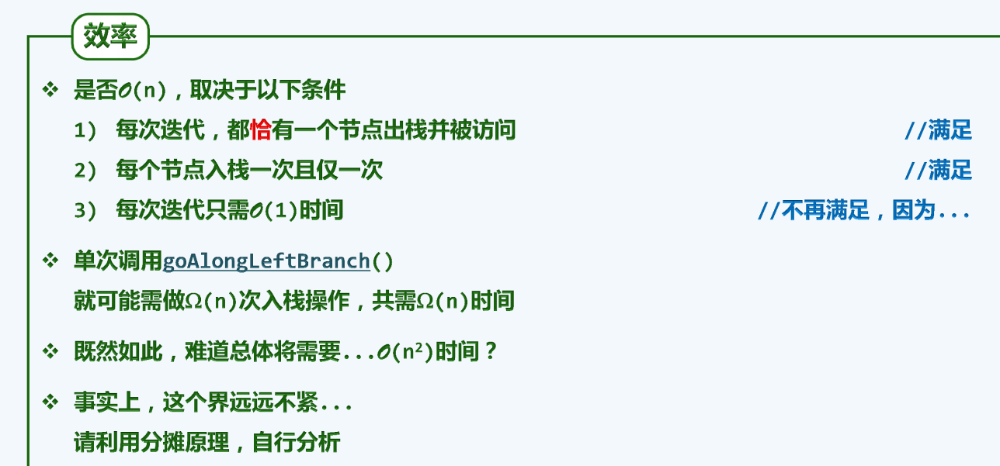 效率
❖ 是否𝒪(n)，取决于以下条件
1) 每次迭代，都恰有一个节点出栈并被访问 //满足
2) 每个节点入栈一次且仅一次 //满足
3) 每次迭代只需𝒪(1)时间 //不再满足，因为...
❖ 单次调用goAlongLeftBranch()
就可能需做Ω(n)次入栈操作，共需Ω(n)时间
❖ 既然如此，难道总体将需要...𝒪(n²)时间？
❖ 事实上，这个界远远不紧...
请利用分摊原理，自行分析